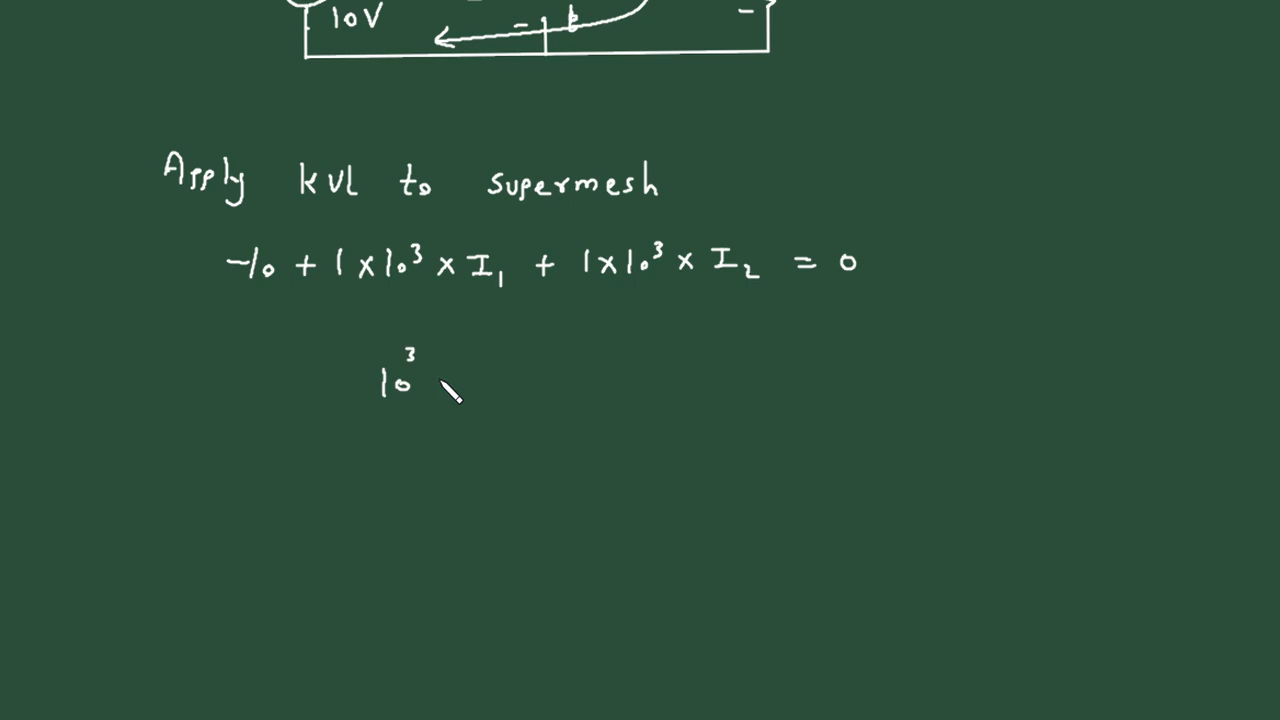 10V
- -
Apply KVL to supermesh
-10 + 1 × 10³ × I₁ + 1×10³ × I₂ = 0
10³